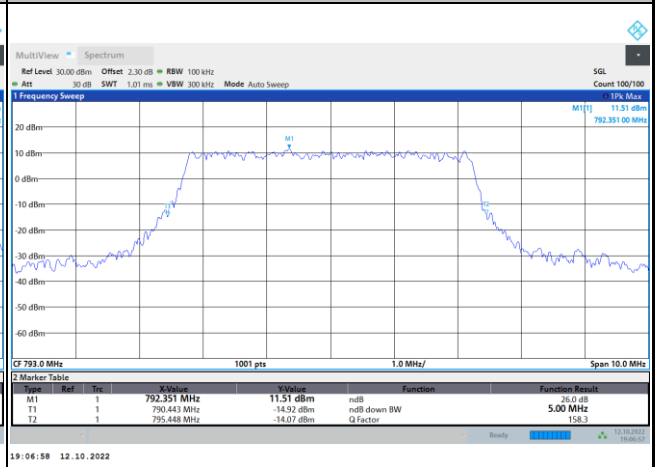 MultiView Spectrum
Ref Level 30.00 dBm Offset 2.30 dB RBW 100 kHz SGL
Att 30 dB SWT 1.01 ms VBW 300 kHz Mode Auto Sweep Count 100/100
1 Frequency Sweep 1Pk Max
M1[1] 11.51 dBm
792.351 00 MHz
20 dBm
M1
10 dBm
0 dBm
-10 dBm
T1 T2
-20 dBm
-30 dBm
-40 dBm
-50 dBm
-60 dBm
CF 793.0 MHz 1001 pts 1.0 MHz/ Span 10.0 MHz
2 Marker Table
Type Ref Trc X-Value Y-Value Function Function Result
M1 1 792.351 MHz 11.51 dBm ndB 26.0 dB
T1 1 790.443 MHz -14.92 dBm ndB down BW 5.00 MHz
T2 1 795.448 MHz -14.07 dBm Q Factor 158.3
Ready 12.10.2022
19:06:57
19:06:58 12.10.2022